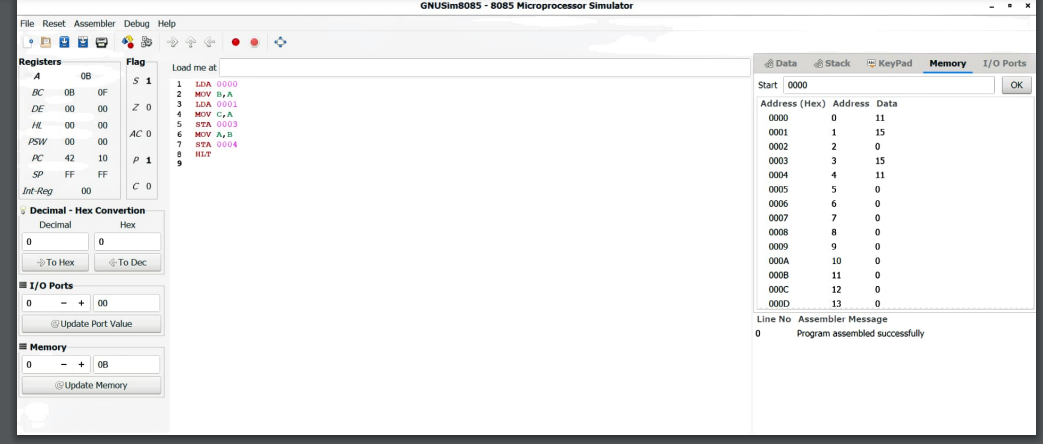 GNUSim8085 - 8085 Microprocessor Simulator
File Reset Assembler Debug Help
Registers
A 0B
BC 0B 0F
DE 00 00
HL 00 00
PSW 00 00
PC 42 10
SP FF FF
Int-Reg 00
Flag
S 1
Z 0
AC 0
P 1
C 0
Decimal - Hex Convertion
Decimal Hex
0 0
To Hex To Dec
I/O Ports
0 - + 00
Update Port Value
Memory
0 - + 0B
Update Memory
Load me at
1 LDA 0000
2 MOV B,A
3 LDA 0001
4 MOV C,A
5 STA 0003
6 MOV A,B
7 STA 0004
8 HLT
9
Data Stack KeyPad Memory I/O Ports
Start 0000 OK
Address (Hex) Address Data
0000 0 11
0001 1 15
0002 2 0
0003 3 15
0004 4 11
0005 5 0
0006 6 0
0007 7 0
0008 8 0
0009 9 0
000A 10 0
000B 11 0
000C 12 0
000D 13 0
Line No Assembler Message
0 Program assembled successfully